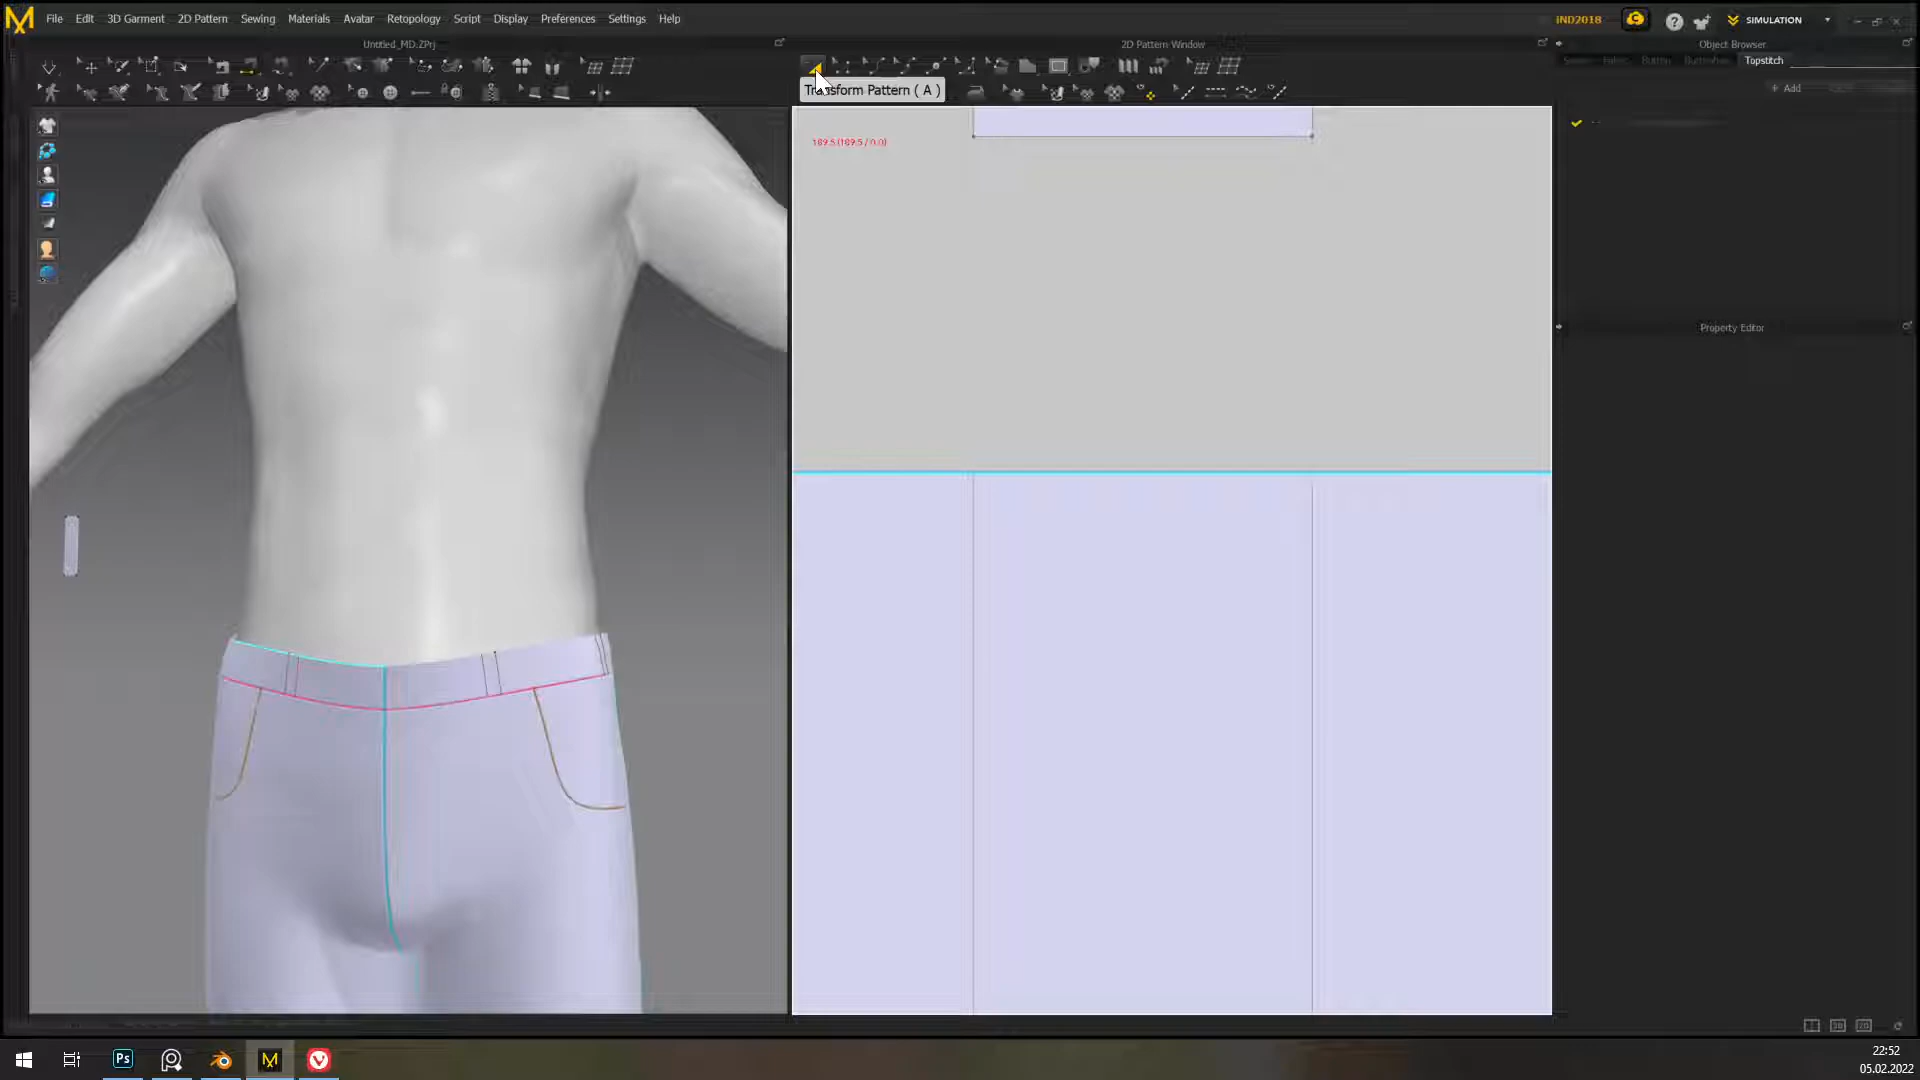 File Edit 3D Garment 2D Pattern Sewing Materials Avatar Retopology Script Display Preferences Settings Help
iND2018
SIMULATION
Untitled_MD.ZPrj
2D Pattern Window
Object Browser
Topstitch
Transform Pattern ( A )
+ Add
Property Editor
Ps
22:52
05.02.2022